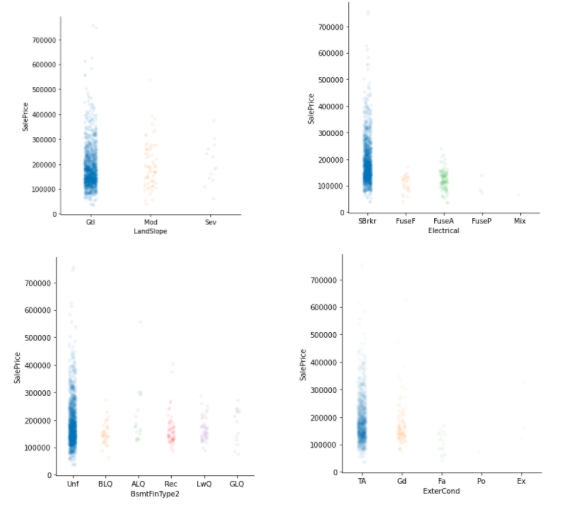 700000
600000
500000
400000
300000
200000
100000
0
SalePrice
Gtl Mod Sev
LandSlope
700000
600000
500000
400000
300000
200000
100000
0
SalePrice
SBrkr FuseF FuseA FuseP Mix
Electrical
700000
600000
500000
400000
300000
200000
100000
0
SalePrice
Unf BLQ ALQ Rec LwQ GLQ
BsmtFinType2
700000
600000
500000
400000
300000
200000
100000
0
SalePrice
TA Gd Fa Po Ex
ExterCond